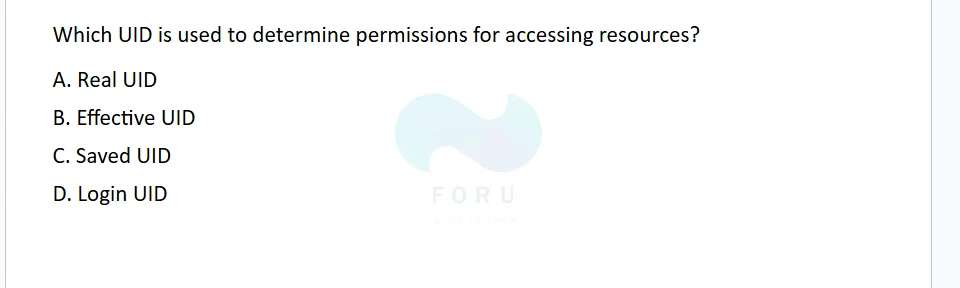 Which UID is used to determine permissions for accessing resources?
A. Real UID
B. Effective UID
C. Saved UID
D. Login UID
FORU